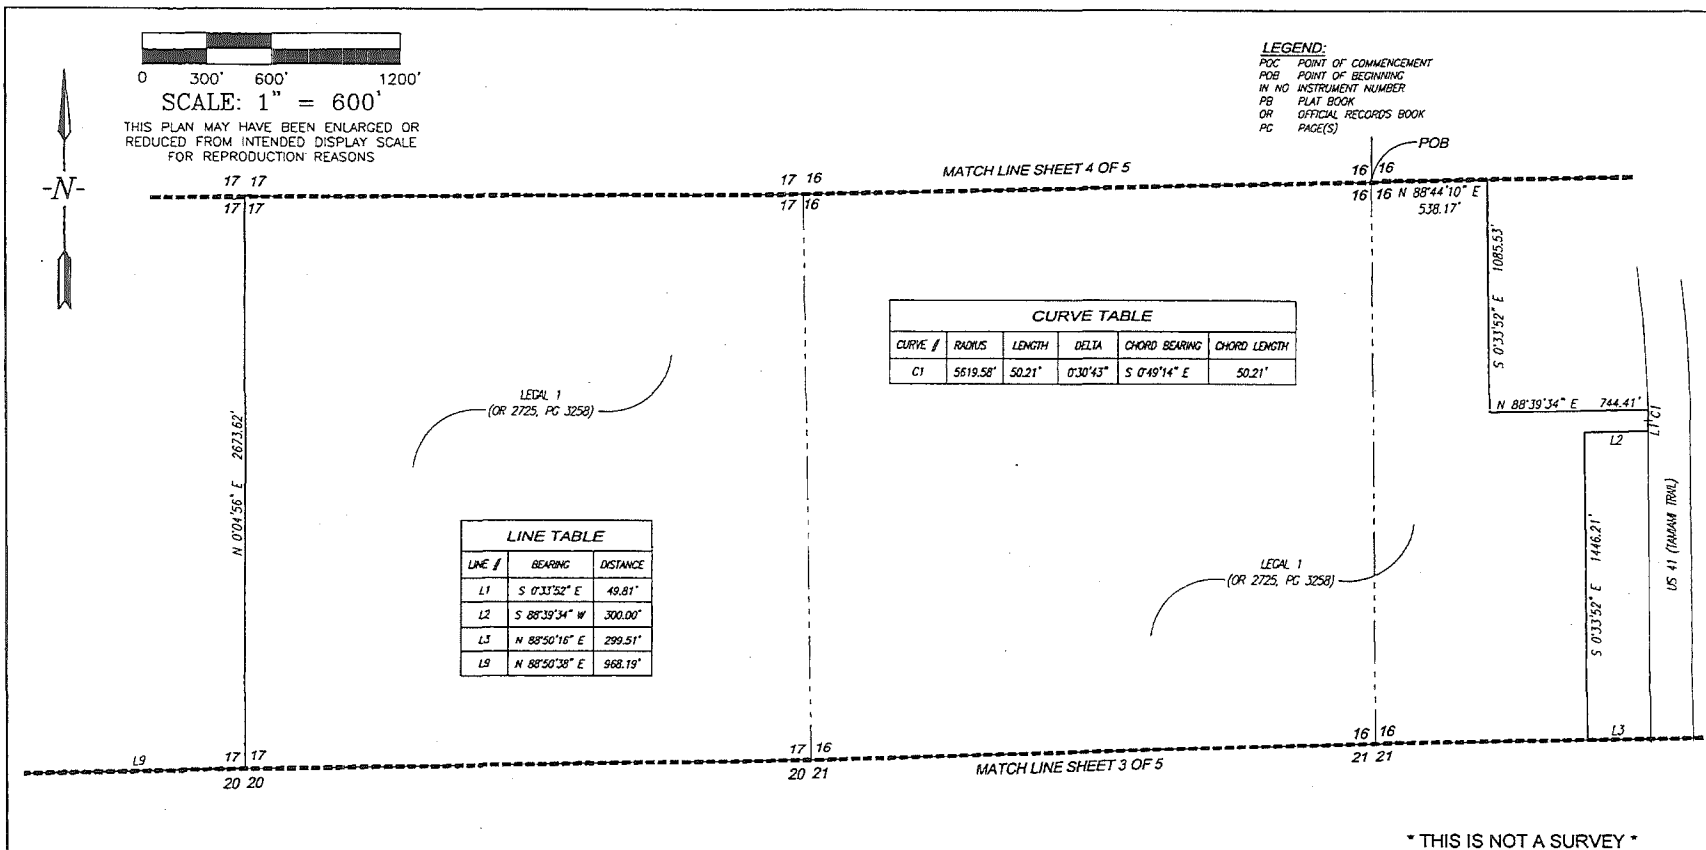 0 300' 600' 1200'
SCALE: 1" = 600'
THIS PLAN MAY HAVE BEEN ENLARGED OR
REDUCED FROM INTENDED DISPLAY SCALE
FOR REPRODUCTION REASONS
-N-
LEGEND:
POC POINT OF COMMENCEMENT
POB POINT OF BEGINNING
IN NO INSTRUMENT NUMBER
PB PLAT BOOK
OR OFFICIAL RECORDS BOOK
PG PAGE(S)
POB
MATCH LINE SHEET 4 OF 5
17 17
17 16
16 16
17 17
17 16
16 16
N 88°44'10" E
538.17'
S 0°33'52" E 1085.53'
CURVE TABLE
CURVE # RADIUS LENGTH DELTA CHORD BEARING CHORD LENGTH
C1 5619.58' 50.21' 0°30'43" S 0°49'14" E 50.21'
LEGAL 1
(OR 2725, PG 3258)
N 0°04'56" E 2673.62'
N 88°39'34" E 744.41'
L1 C1
L2
LINE TABLE
LINE # BEARING DISTANCE
L1 S 0°33'52" E 49.81'
L2 S 88°39'34" W 300.00'
L3 N 88°50'16" E 299.51'
L9 N 88°50'38" E 968.19'
LEGAL 1
(OR 2725, PG 3258)
S 0°33'52" E 1446.21'
US 41 (TAMIAMI TRAIL)
L9
17 17
17 16
16 16
L3
20 20
20 21
21 21
MATCH LINE SHEET 3 OF 5
* THIS IS NOT A SURVEY *